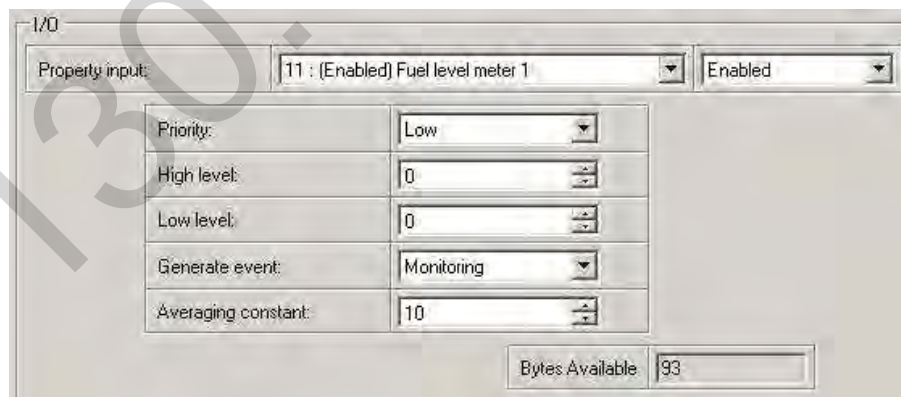 I/O
Property input: 11 : (Enabled) Fuel level meter 1 Enabled
Priority: Low
High level: 0
Low level: 0
Generate event: Monitoring
Averaging constant: 10
Bytes Available 93
130.